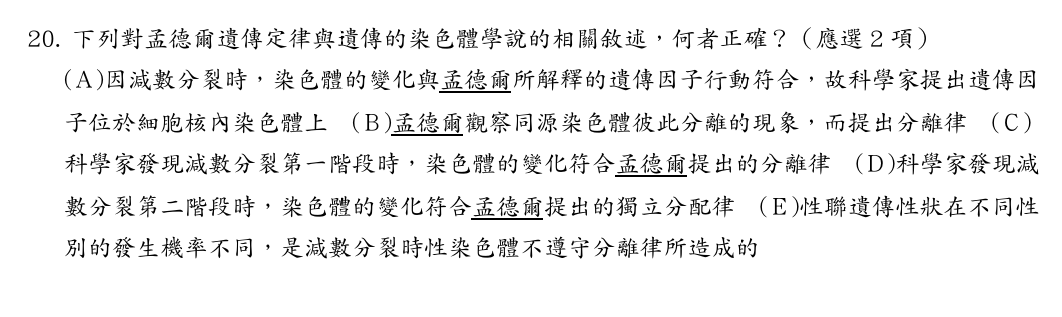 20. 下列對孟德爾遺傳定律與遺傳的染色體學說的相關敘述，何者正確？（應選 2 項）
(A)因減數分裂時，染色體的變化與孟德爾所解釋的遺傳因子行動符合，故科學家提出遺傳因
子位於細胞核內染色體上 (B)孟德爾觀察同源染色體彼此分離的現象，而提出分離律 (C)
科學家發現減數分裂第一階段時，染色體的變化符合孟德爾提出的分離律 (D)科學家發現減
數分裂第二階段時，染色體的變化符合孟德爾提出的獨立分配律 (E)性聯遺傳性狀在不同性
別的發生機率不同，是減數分裂時性染色體不遵守分離律所造成的